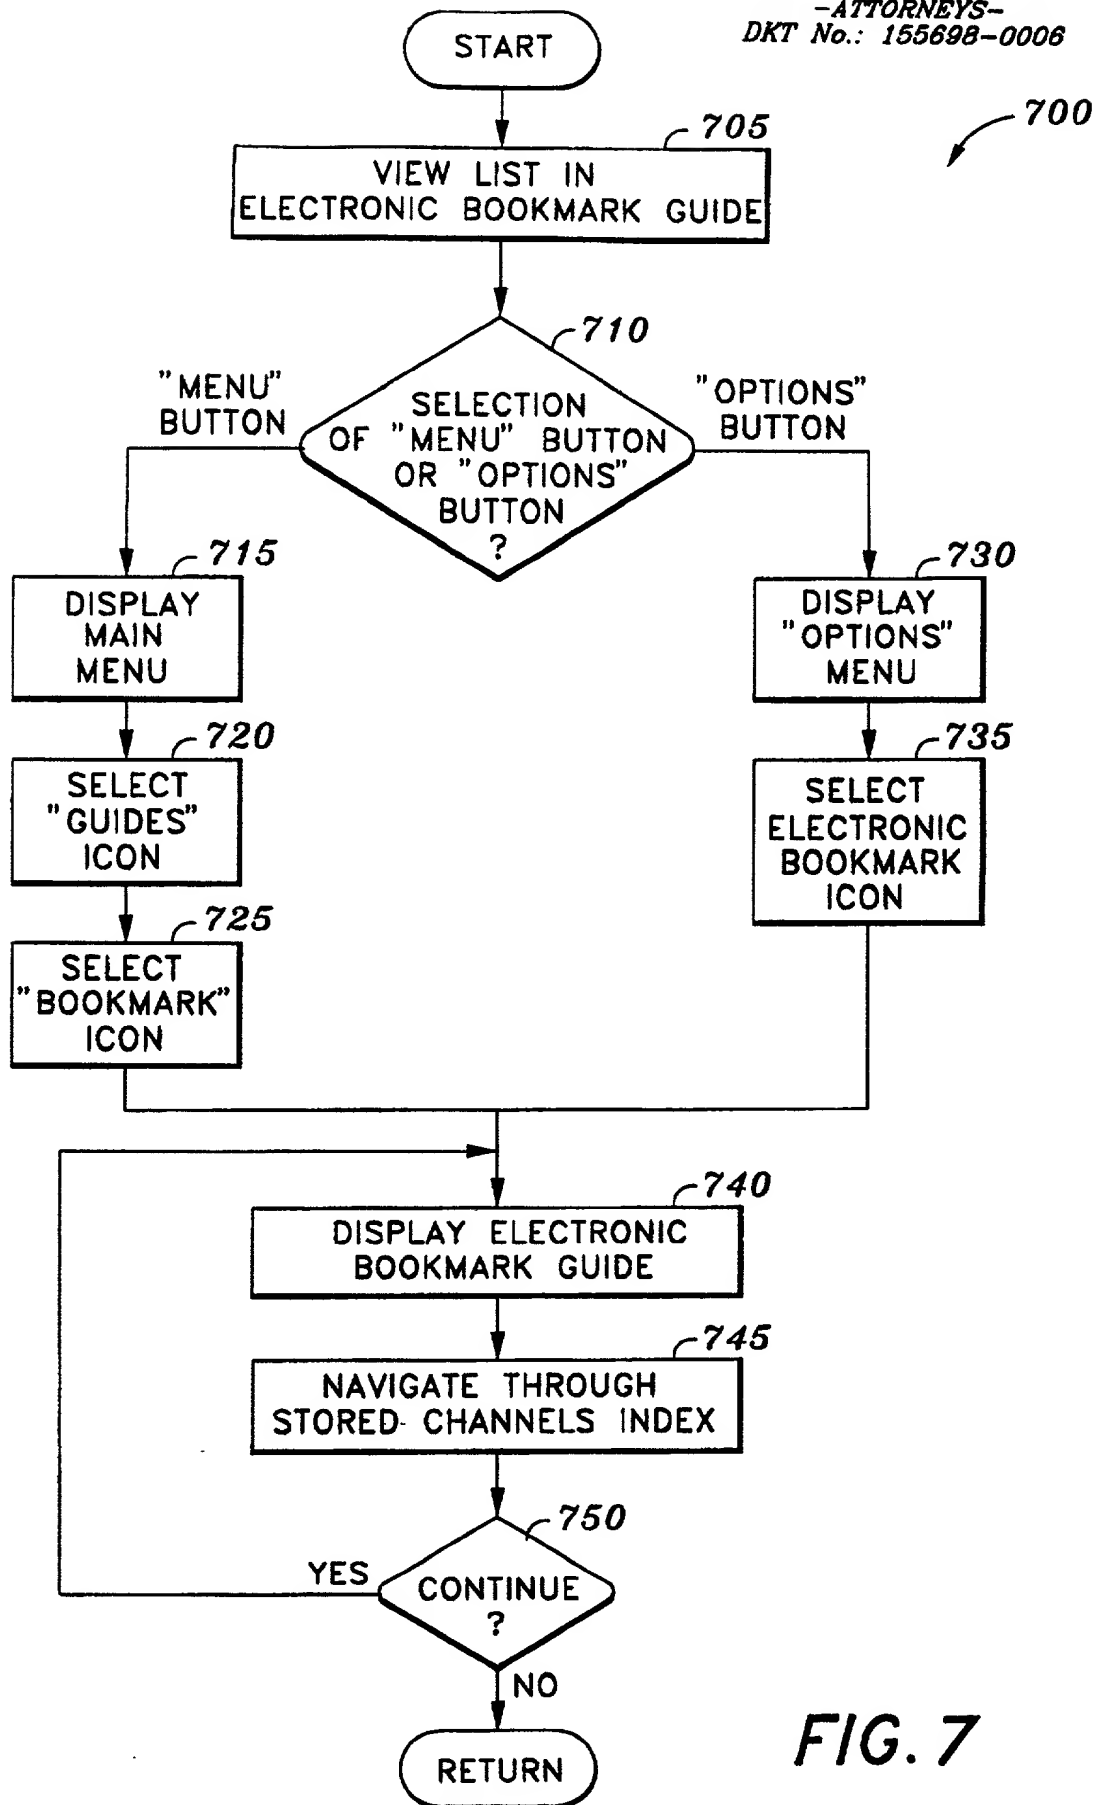 -ATTORNEYS-
DKT No.: 155698-0006
START
700
705
VIEW LIST IN
ELECTRONIC BOOKMARK GUIDE
710
"MENU"
BUTTON
SELECTION
OF "MENU" BUTTON
OR "OPTIONS"
BUTTON
?
"OPTIONS"
BUTTON
715
DISPLAY
MAIN
MENU
730
DISPLAY
"OPTIONS"
MENU
720
SELECT
"GUIDES"
ICON
735
SELECT
ELECTRONIC
BOOKMARK
ICON
725
SELECT
"BOOKMARK"
ICON
740
DISPLAY ELECTRONIC
BOOKMARK GUIDE
745
NAVIGATE THROUGH
STORED CHANNELS INDEX
750
YES
CONTINUE
?
NO
RETURN
FIG. 7